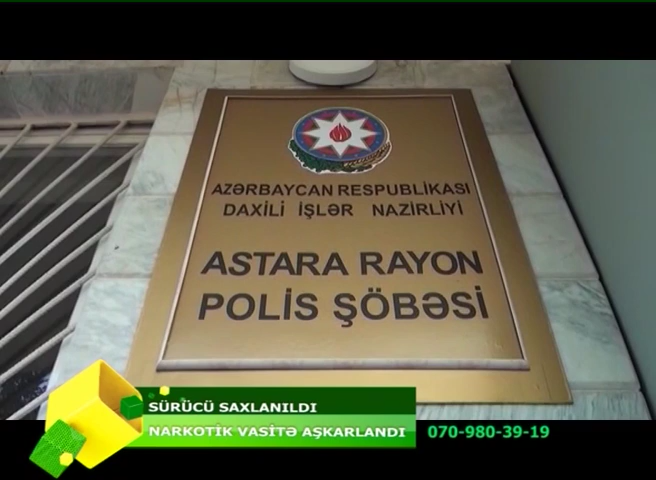 AZƏRBAYCAN RESPUBLİKASI
DAXİLİ İŞLƏR NAZİRLİYİ
ASTARA RAYON
POLİS ŞÖBƏSİ
SÜRÜCÜ SAXLANILDI
NARKOTİK VASİTƏ AŞKARLANDI
070-980-39-19